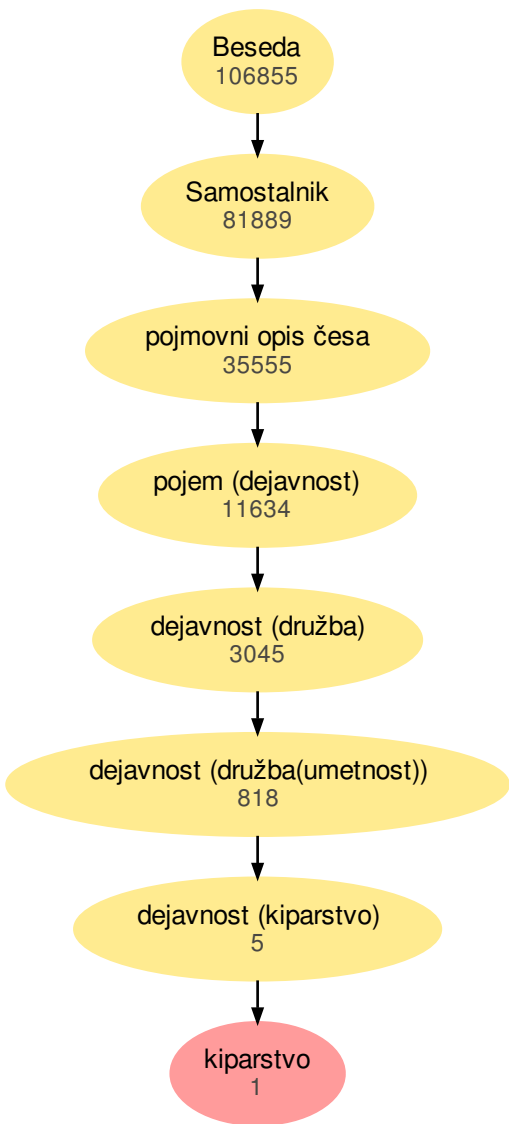 Beseda
106855
Samostalnik
81889
pojmovni opis česa
35555
pojem (dejavnost)
11634
dejavnost (družba)
3045
dejavnost (družba(umetnost))
818
dejavnost (kiparstvo)
5
kiparstvo
1